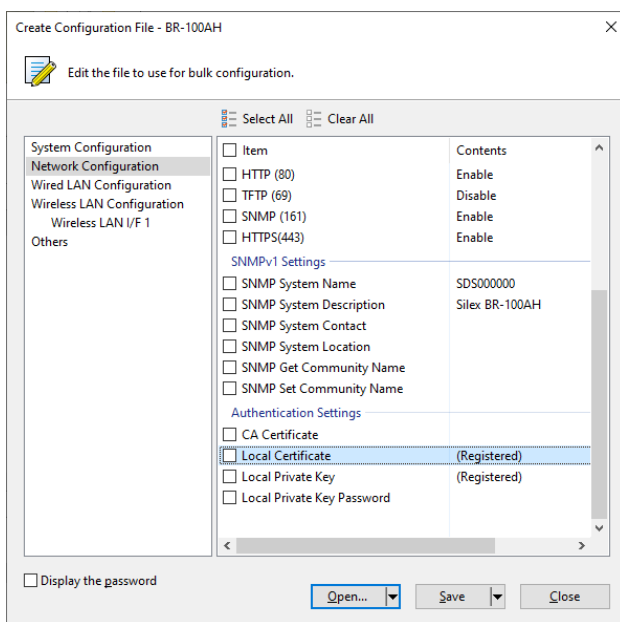 Create Configuration File - BR-100AH
Edit the file to use for bulk configuration.
Select All Clear All
System Configuration
Network Configuration
Wired LAN Configuration
Wireless LAN Configuration
Wireless LAN I/F 1
Others
Item Contents
HTTP (80) Enable
TFTP (69) Disable
SNMP (161) Enable
HTTPS(443) Enable
SNMPv1 Settings
SNMP System Name SDS000000
SNMP System Description Silex BR-100AH
SNMP System Contact
SNMP System Location
SNMP Get Community Name
SNMP Set Community Name
Authentication Settings
CA Certificate
Local Certificate (Registered)
Local Private Key (Registered)
Local Private Key Password
Display the password
Open... Save Close